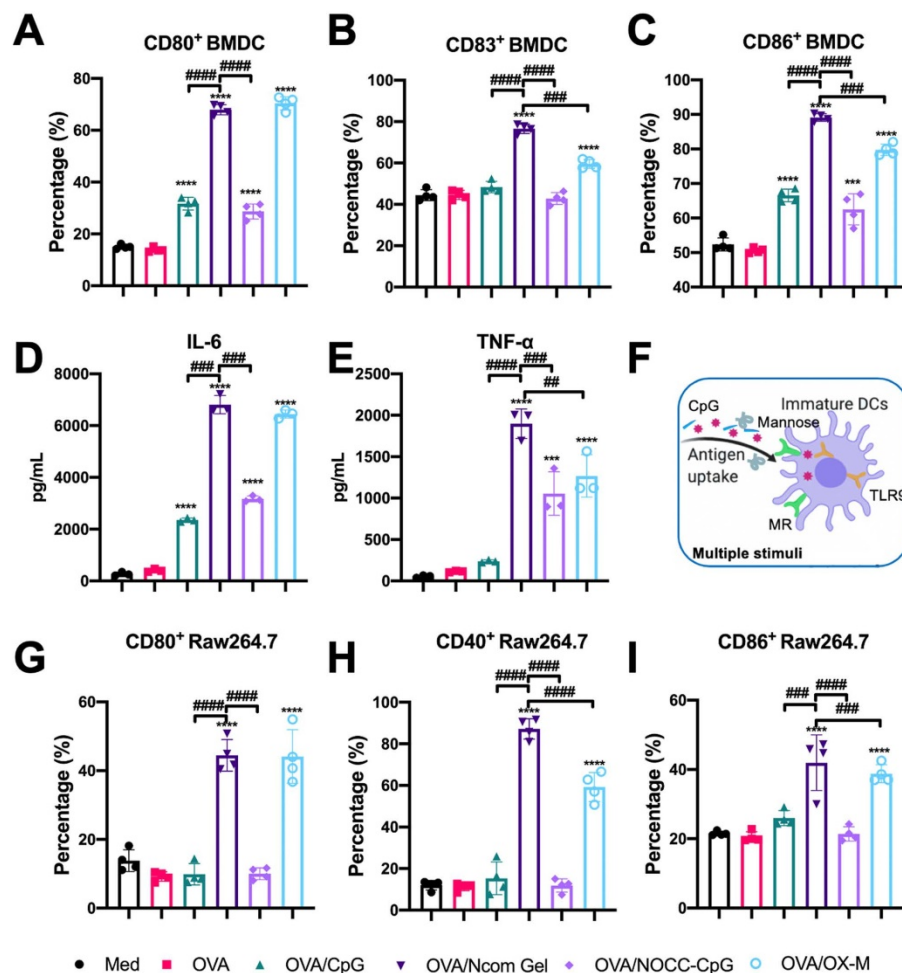 A
CD80+ BMDC
####
####
****
****
****
****
Percentage (%)
80
60
40
20
0
B
CD83+ BMDC
####
####
###
****
****
Percentage (%)
100
80
60
40
20
0
C
CD86+ BMDC
####
####
###
****
****
****
***
Percentage (%)
100
90
80
70
60
50
40
D
IL-6
###
###
****
****
****
****
pg/mL
8000
6000
4000
2000
0
E
TNF-α
####
###
##
****
***
****
pg/mL
2500
2000
1500
1000
500
0
F
CpG
Mannose
Immature DCs
Antigen
uptake
TLR9
MR
Multiple stimuli
G
CD80+ Raw264.7
####
####
****
****
Percentage (%)
60
40
20
0
H
CD40+ Raw264.7
####
####
####
****
****
Percentage (%)
100
80
60
40
20
0
I
CD86+ Raw264.7
###
####
###
****
****
Percentage (%)
60
40
20
0
Med OVA OVA/CpG OVA/Ncom Gel OVA/NOCC-CpG OVA/OX-M